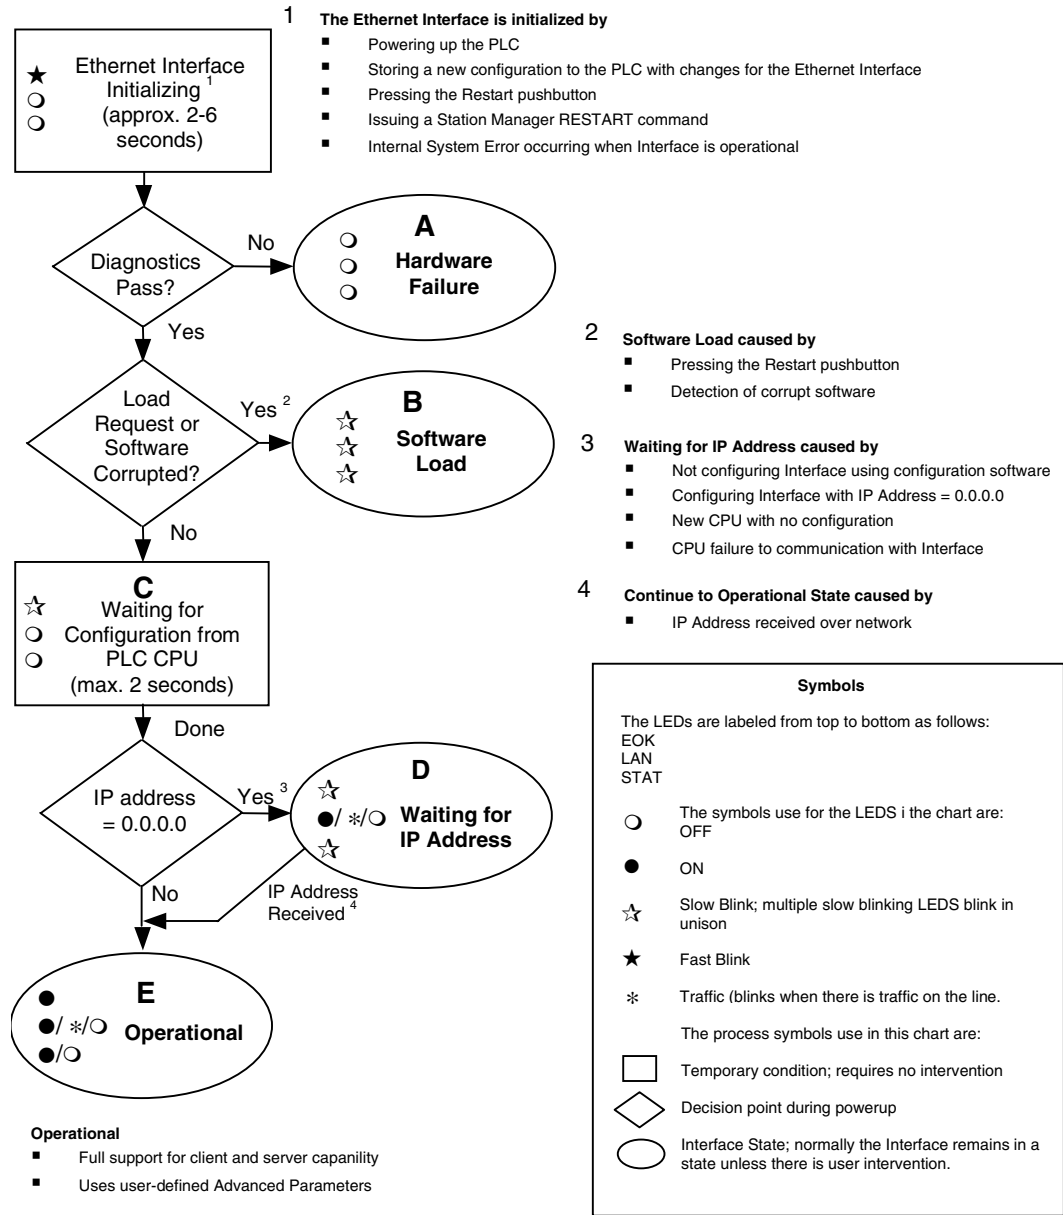 1 The Ethernet Interface is initialized by
■ Powering up the PLC
■ Storing a new configuration to the PLC with changes for the Ethernet Interface
■ Pressing the Restart pushbutton
■ Issuing a Station Manager RESTART command
■ Internal System Error occurring when Interface is operational
Ethernet Interface
Initializing 1
(approx. 2-6
seconds)
Diagnostics
Pass?
No
A
Hardware
Failure
Yes
Load
Request or
Software
Corrupted?
Yes 2
B
Software
Load
No
2 Software Load caused by
■ Pressing the Restart pushbutton
■ Detection of corrupt software
3 Waiting for IP Address caused by
■ Not configuring Interface using configuration software
■ Configuring Interface with IP Address = 0.0.0.0
■ New CPU with no configuration
■ CPU failure to communication with Interface
4 Continue to Operational State caused by
■ IP Address received over network
C
Waiting for
Configuration from
PLC CPU
(max. 2 seconds)
Done
IP address
= 0.0.0.0
Yes 3
D
●/ */○ Waiting for
IP Address
No
IP Address
Received 4
E
●/ */○ Operational
●/○
Operational
■ Full support for client and server capanility
■ Uses user-defined Advanced Parameters
Symbols
The LEDs are labeled from top to bottom as follows:
EOK
LAN
STAT
The symbols use for the LEDS i the chart are:
OFF
ON
Slow Blink; multiple slow blinking LEDS blink in
unison
Fast Blink
* Traffic (blinks when there is traffic on the line.
The process symbols use in this chart are:
Temporary condition; requires no intervention
Decision point during powerup
Interface State; normally the Interface remains in a
state unless there is user intervention.